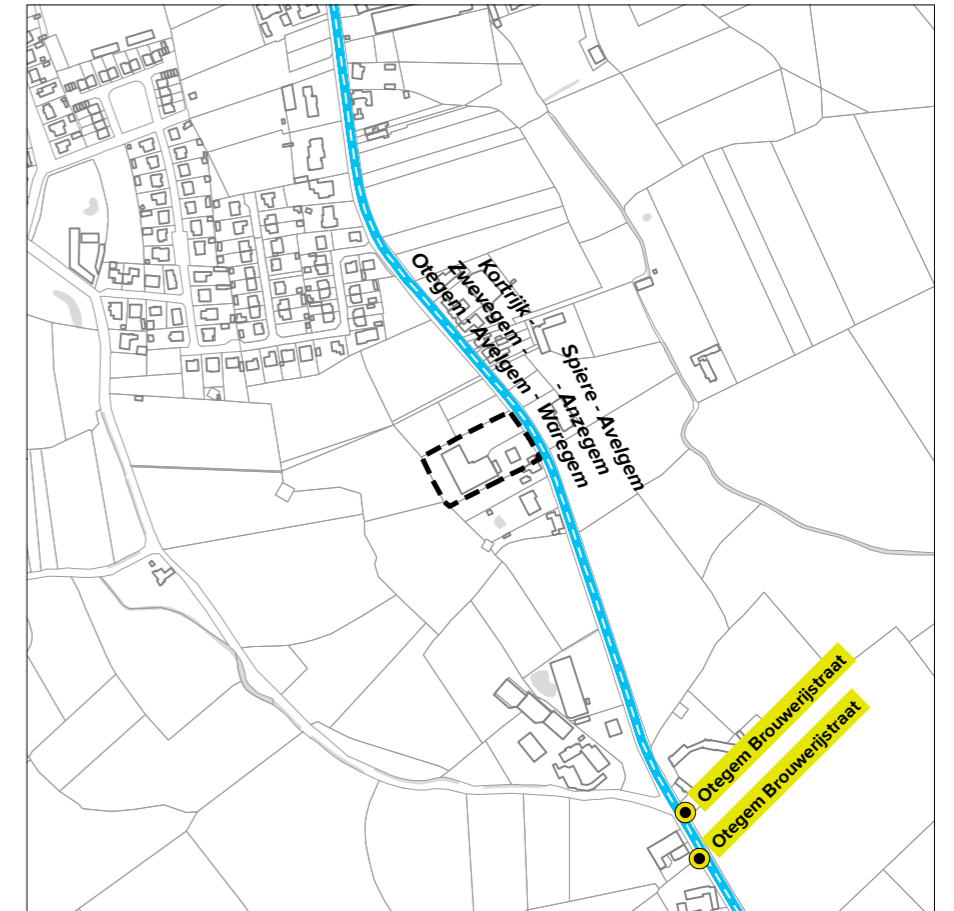 Kortrijk -
Zwevegem -
Otegem - Avelgem - Waregem
Spiere - Avelgem
- Anzegem
Otegem Brouwerijstraat
Otegem Brouwerijstraat